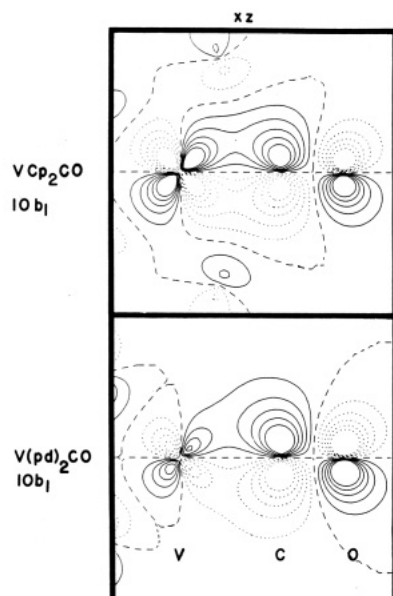 xz
VCp₂CO
10b₁
V(pd)₂CO
10b₁
V C O